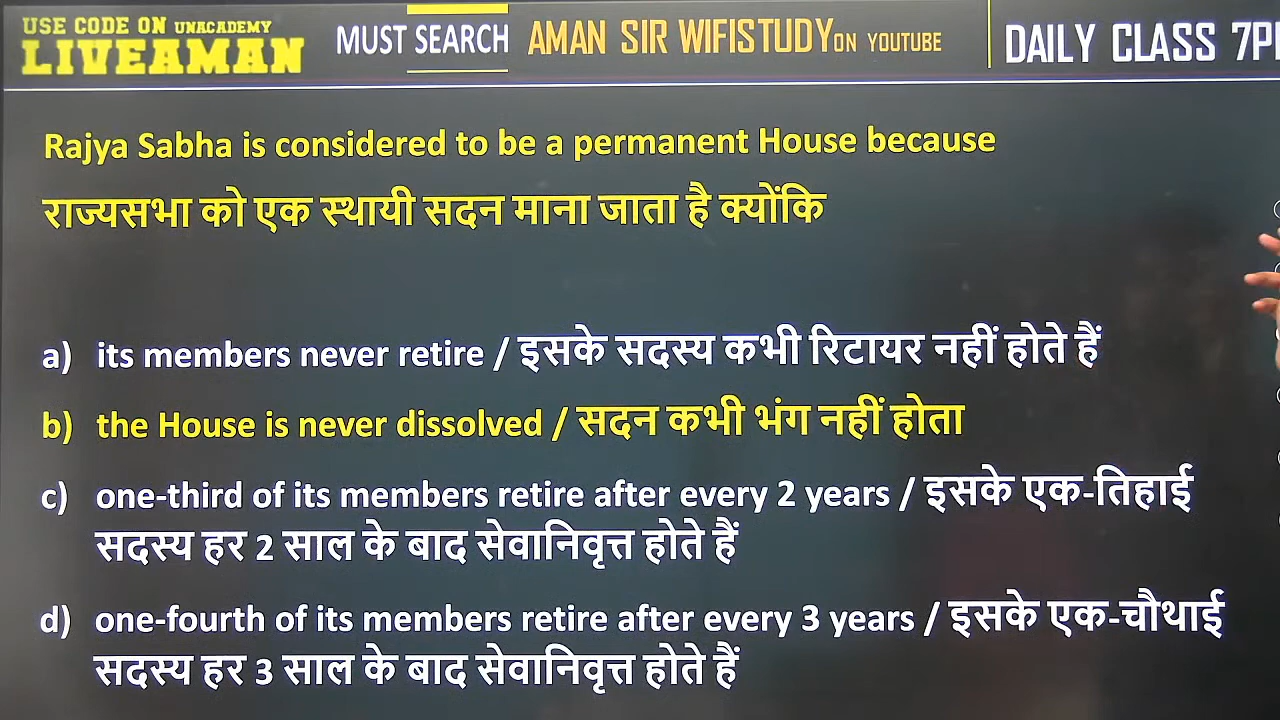 USE CODE ON UNACADEMY
LIVEAMAN
MUST SEARCH
AMAN SIR WIFISTUDY ON YOUTUBE
DAILY CLASS
Rajya Sabha is considered to be a permanent House because
राज्यसभा को एक स्थायी सदन माना जाता है क्योंकि
a) its members never retire / इसके सदस्य कभी रिटायर नहीं होते हैं
b) the House is never dissolved / सदन कभी भंग नहीं होता
c) one-third of its members retire after every 2 years / इसके एक-तिहाई
सदस्य हर 2 साल के बाद सेवानिवृत्त होते हैं
d) one-fourth of its members retire after every 3 years / इसके एक-चौथाई
सदस्य हर 3 साल के बाद सेवानिवृत्त होते हैं